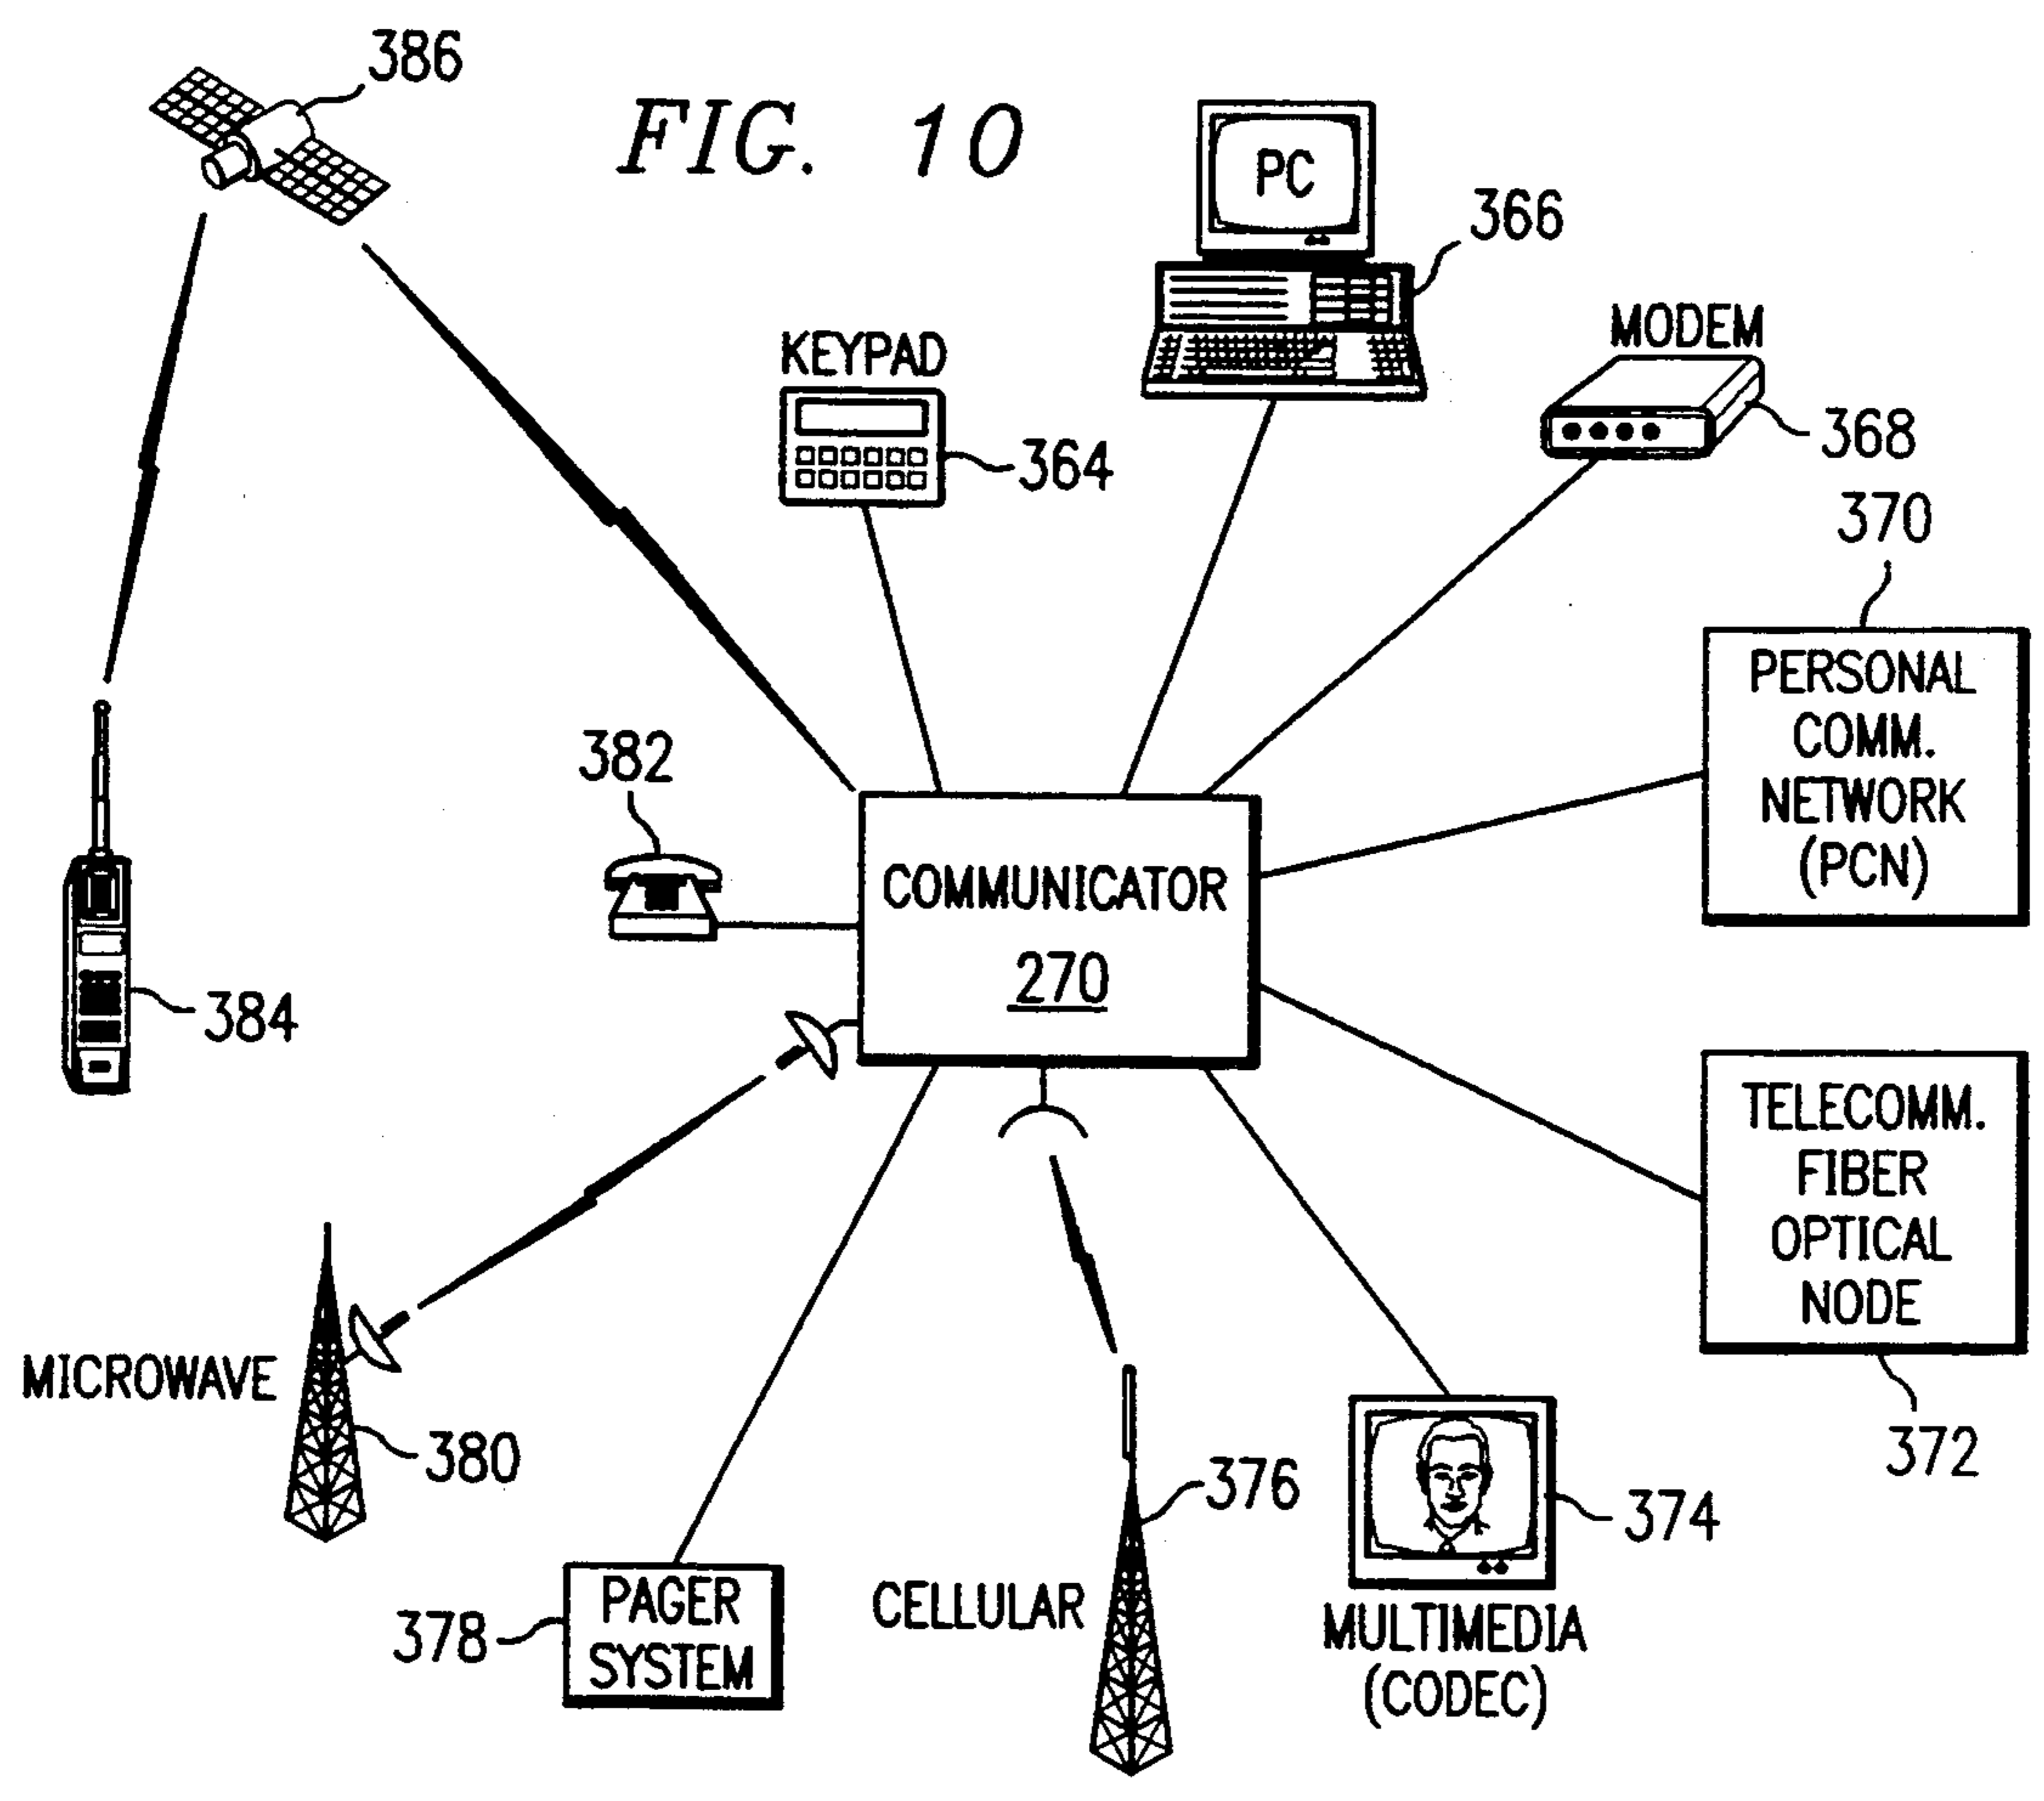 386
FIG. 10
PC
366
KEYPAD
364
MODEM
368
370
PERSONAL
COMM.
NETWORK
(PCN)
382
COMMUNICATOR
270
384
TELECOMM.
FIBER
OPTICAL
NODE
372
MICROWAVE
380
376
374
PAGER
SYSTEM
378
CELLULAR
MULTIMEDIA
(CODEC)